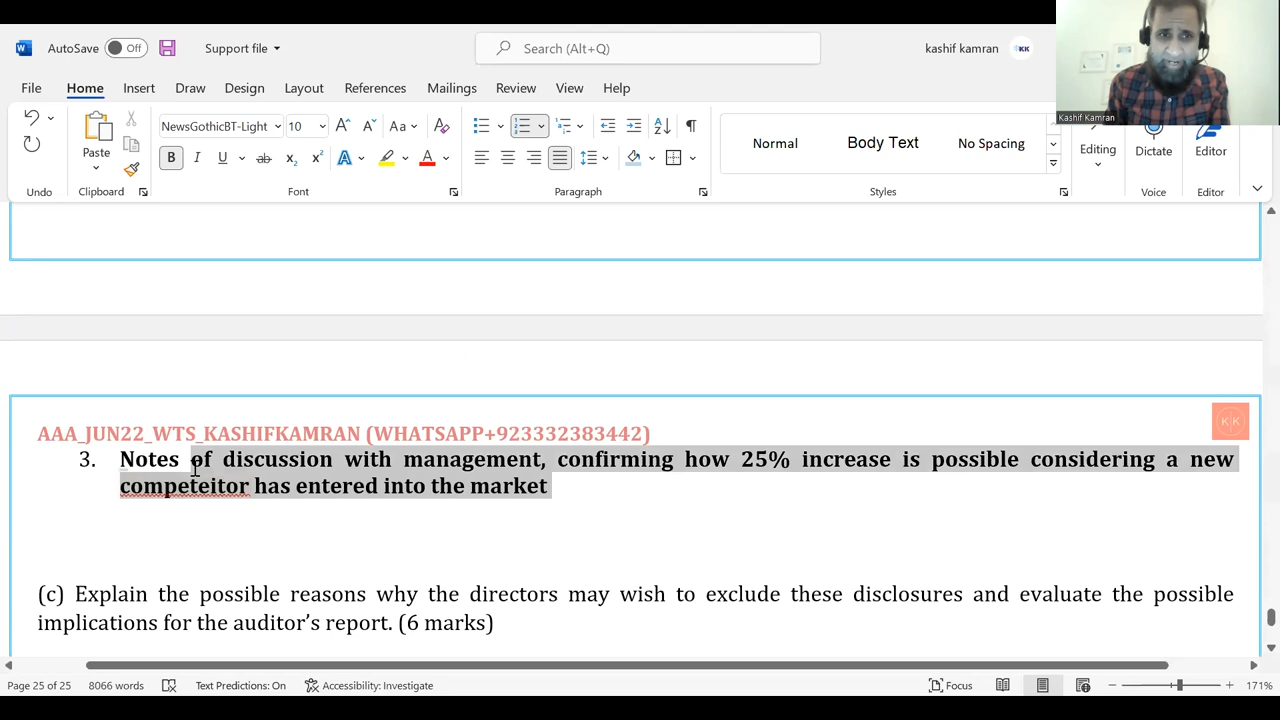 AutoSave Off Support file Search (Alt+Q) kashif kamran KK
Kashif Kamran
File Home Insert Draw Design Layout References Mailings Review View Help
NewsGothicBT-Light 10 Aa
Paste B I U ab x2 x2 A A Normal Body Text No Spacing Editing Dictate Editor
Undo Clipboard Font Paragraph Styles Voice Editor
KK
AAA_JUN22_WTS_KASHIFKAMRAN (WHATSAPP+923332383442)
3. Notes of discussion with management, confirming how 25% increase is possible considering a new
competeitor has entered into the market
(c) Explain the possible reasons why the directors may wish to exclude these disclosures and evaluate the possible
implications for the auditor's report. (6 marks)
Page 25 of 25 8066 words Text Predictions: On Accessibility: Investigate Focus 171%